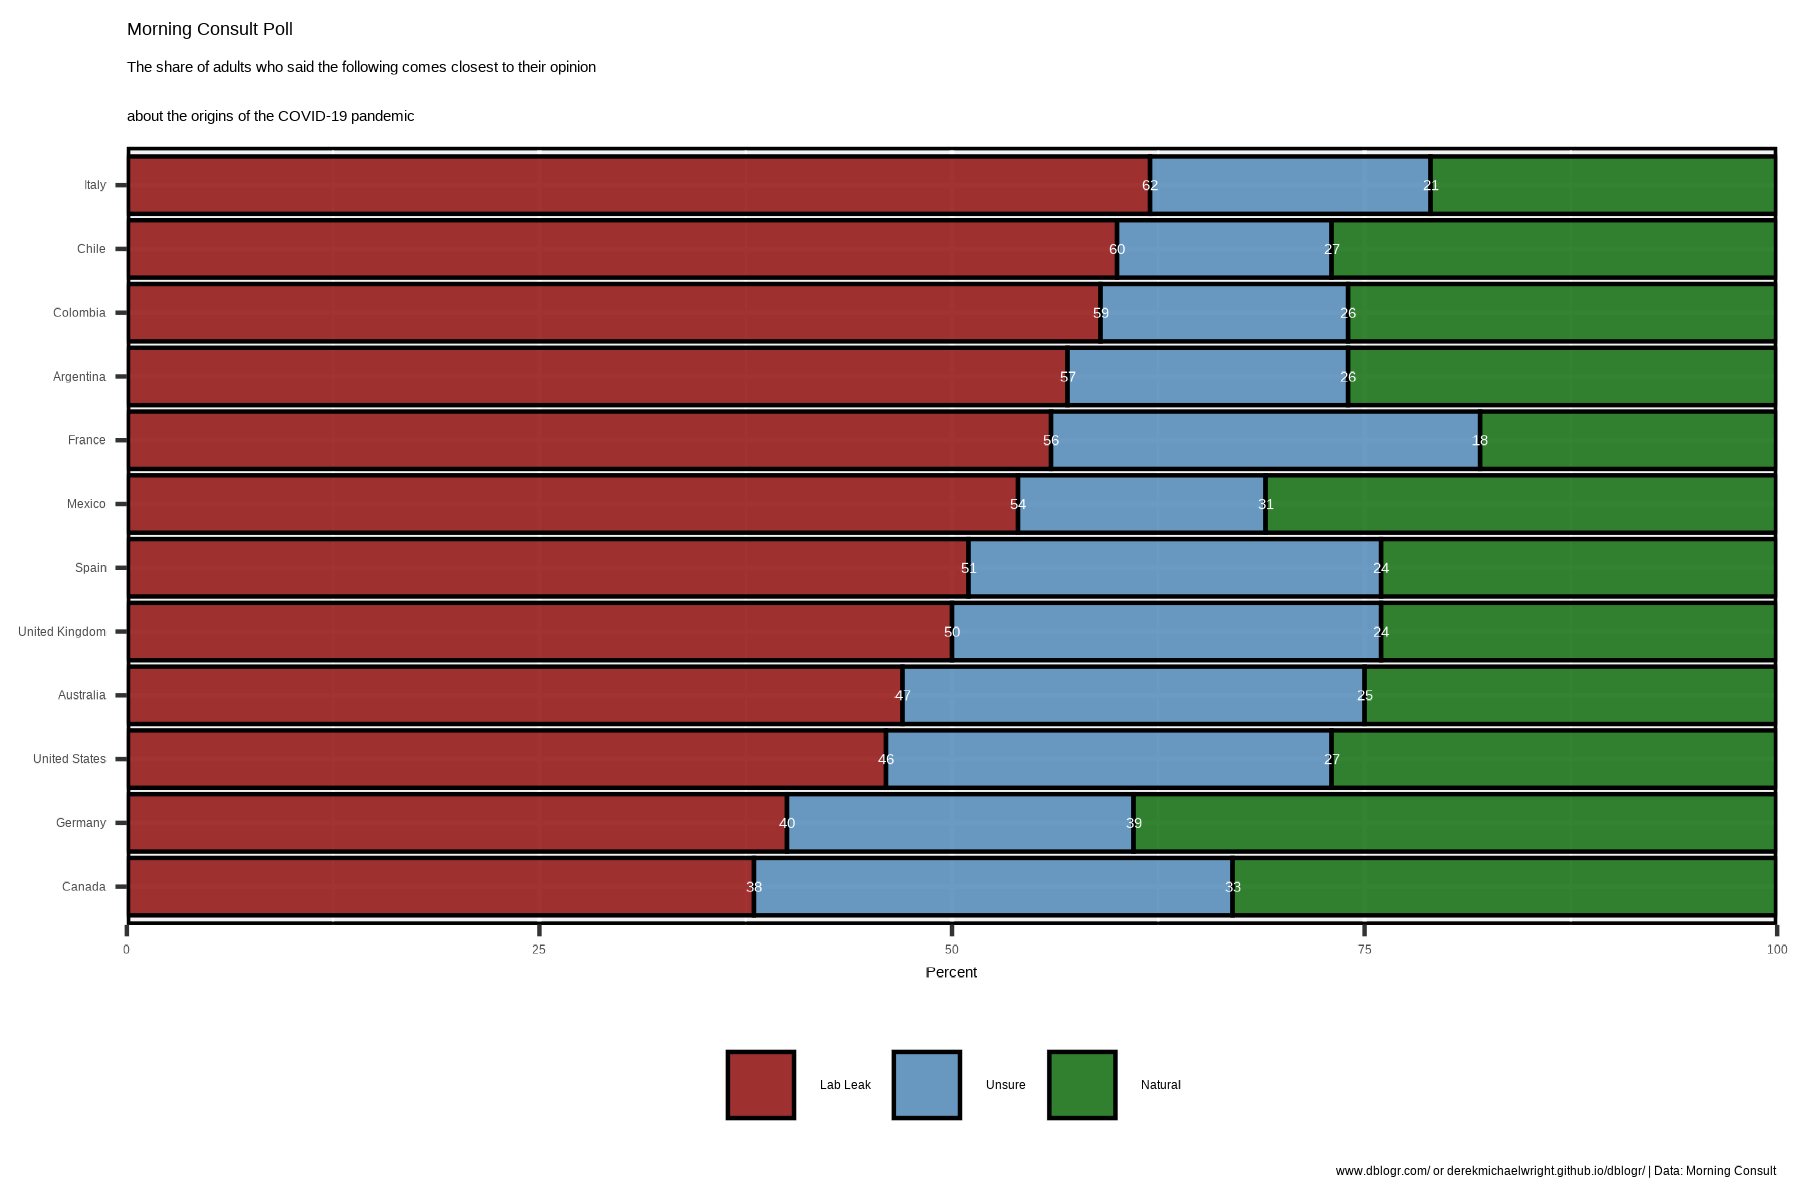 Morning Consult Poll
The share of adults who said the following comes closest to their opinion
about the origins of the COVID-19 pandemic
Italy 62 21
Chile 60 27
Colombia 59 26
Argentina 57 26
France 56 18
Mexico 54 31
Spain 51 24
United Kingdom 50 24
Australia 47 25
United States 46 27
Germany 40 39
Canada 38 33
0 25 50 75 100
Percent
Lab Leak Unsure Natural
www.dblogr.com/ or derekmichaelwright.github.io/dblogr/ | Data: Morning Consult